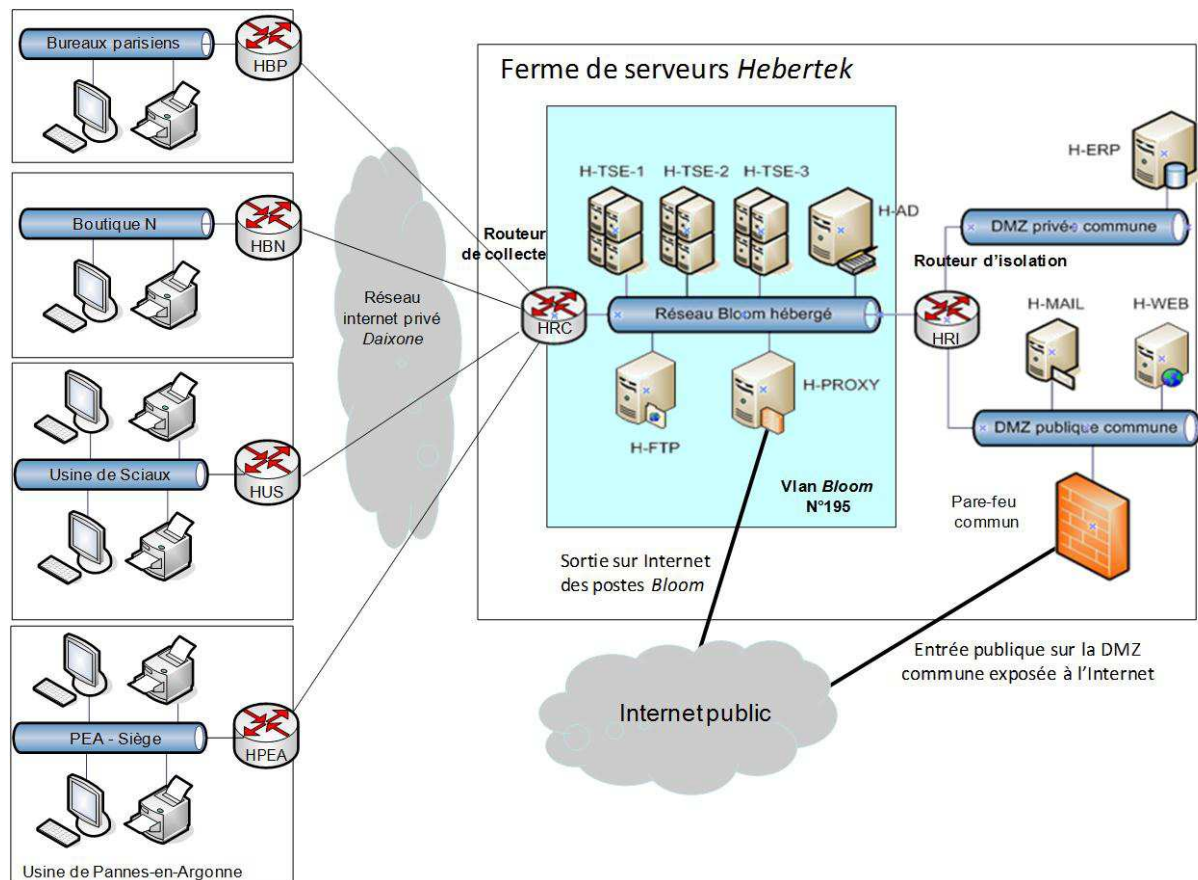 Bureaux parisiens
HBP
Boutique N
HBN
Usine de Sciaux
HUS
PEA - Siège
HPEA
Usine de Pannes-en-Argonne
Réseau
internet privé
Daixone
Routeur
de collecte
HRC
Ferme de serveurs Hebertek
H-TSE-1
H-TSE-2
H-TSE-3
H-AD
Réseau Bloom hébergé
H-FTP
H-PROXY
Vlan Bloom
N°195
H-ERP
DMZ privée commune
Routeur d'isolation
HRI
H-MAIL
H-WEB
DMZ publique commune
Pare-feu
commun
Sortie sur Internet
des postes Bloom
Entrée publique sur la DMZ
commune exposée à l'Internet
Internet public